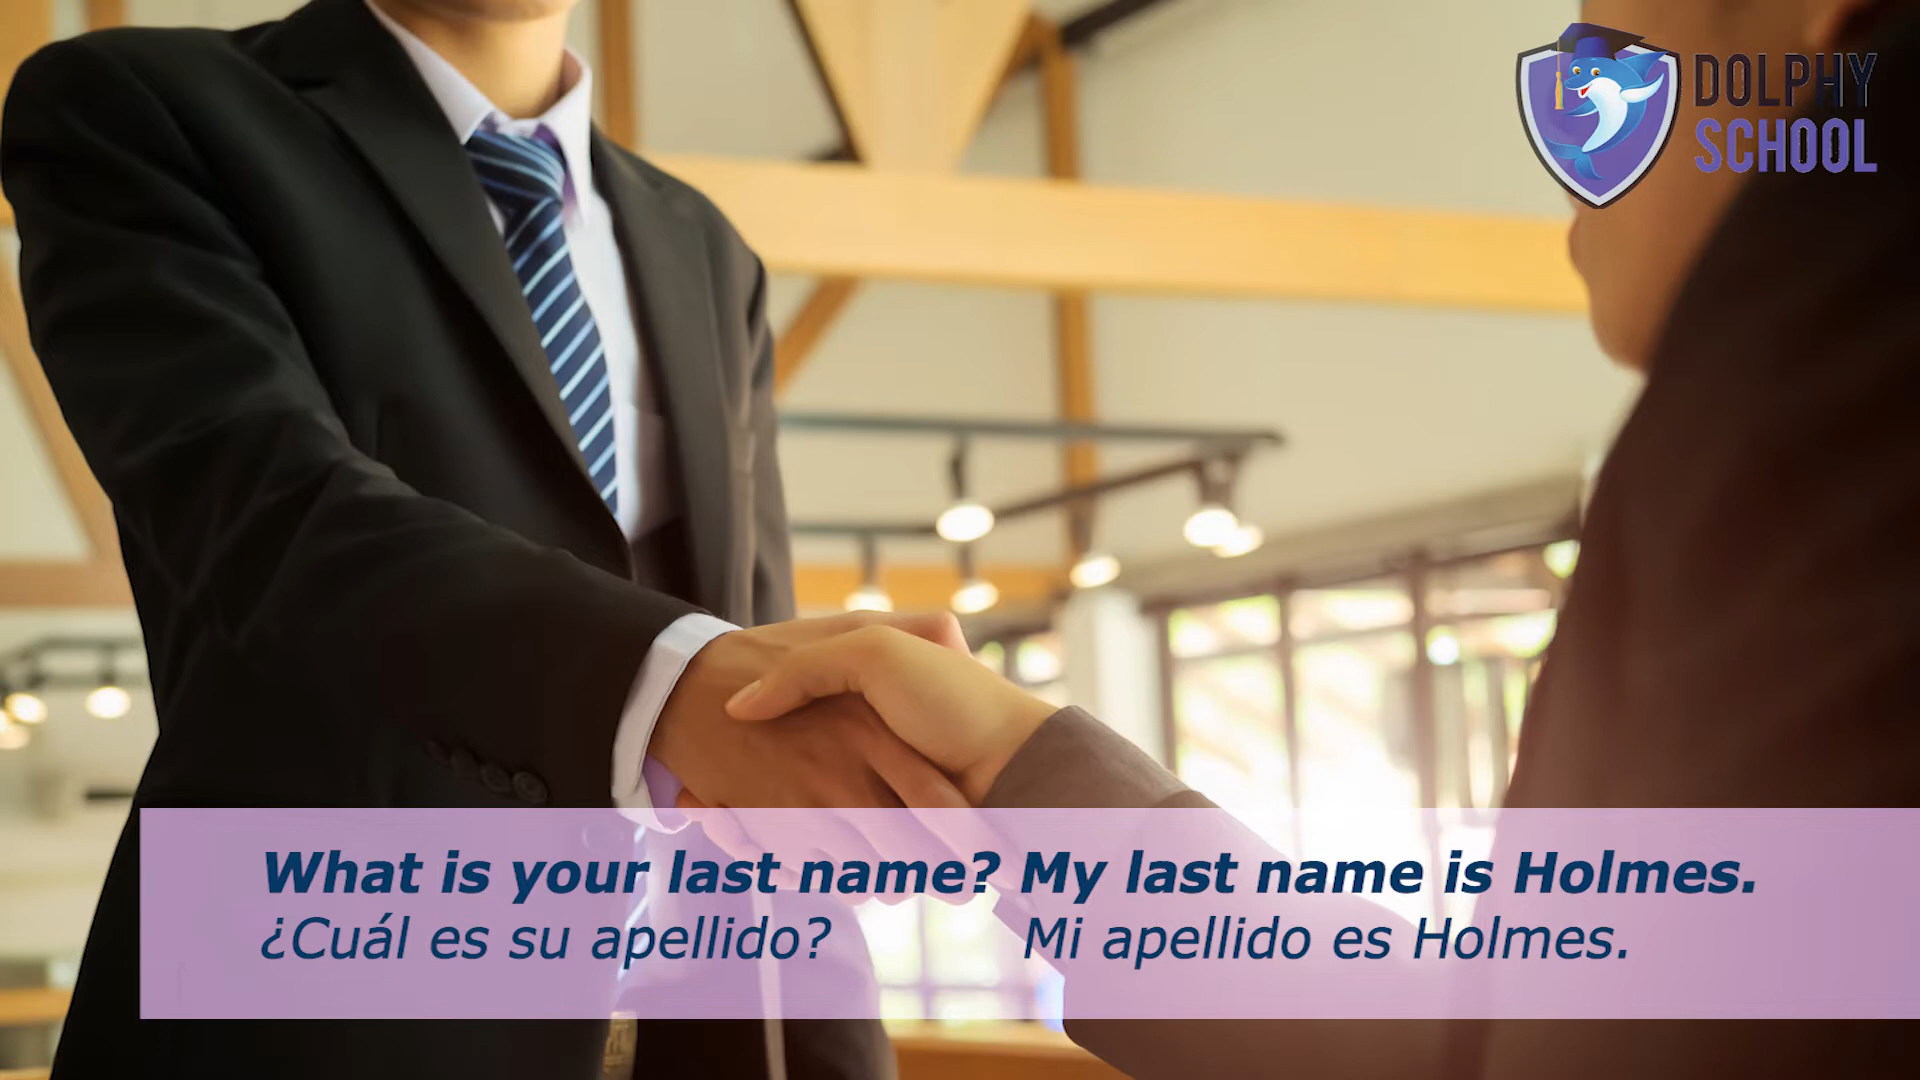 DOLPHY
SCHOOL
What is your last name? My last name is Holmes.
¿Cuál es su apellido? Mi apellido es Holmes.